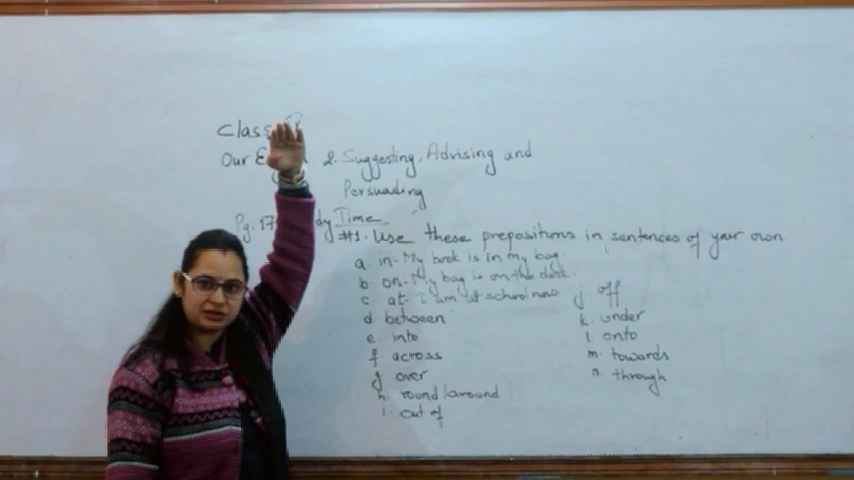 Class
Our E 2. Suggesting, Advising and
Persuading
Pg. 17 dy Time
#1. Use these prepositions in sentences of your own
a. in- My book is in my bag.
b. on- My bag is on the desk.
c. at- I am at school now
d. between
e. into
f across
g over
h. round/around
i. out of
j off
k. under
l. onto
m. towards
n. through